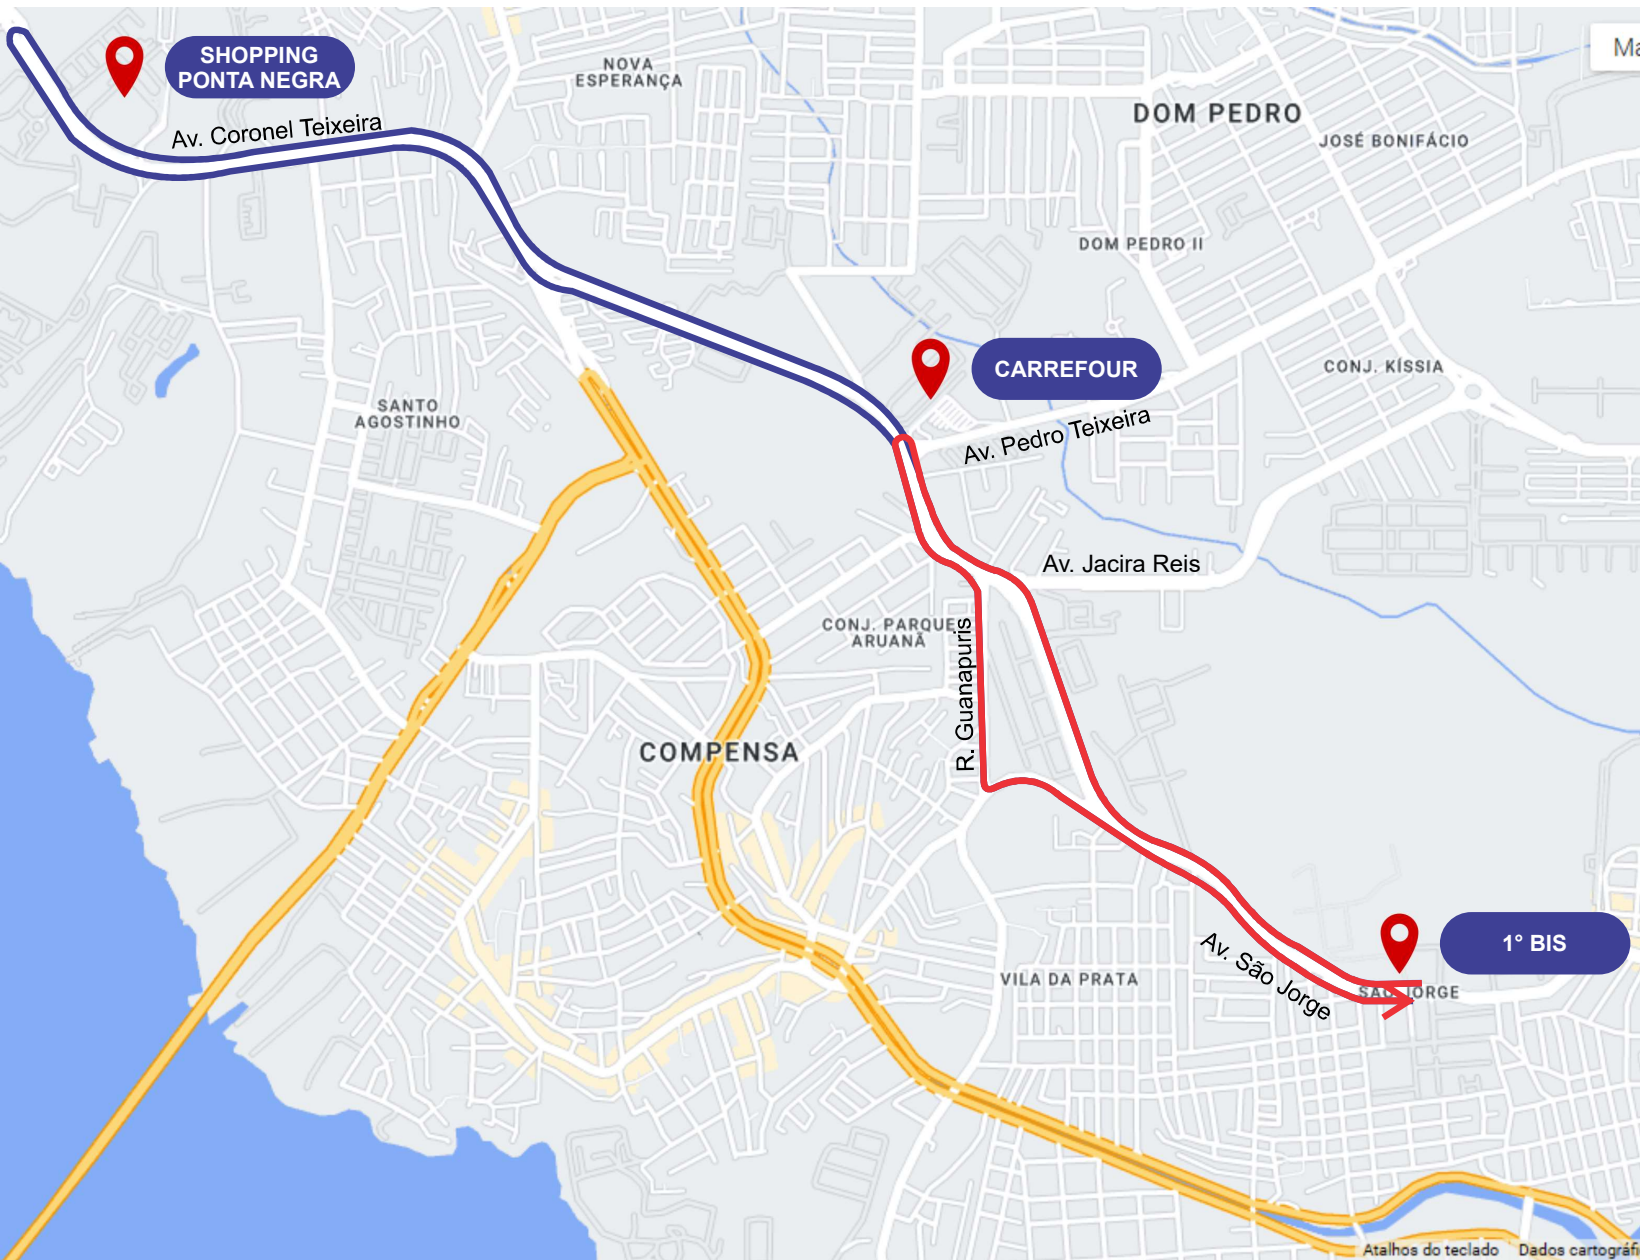 SHOPPING
PONTA NEGRA
Av. Coronel Teixeira
NOVA
ESPERANÇA
DOM PEDRO
JOSÉ BONIFÁCIO
DOM PEDRO II
CARREFOUR
CONJ. KÍSSIA
Av. Pedro Teixeira
SANTO
AGOSTINHO
Av. Jacira Reis
CONJ. PARQUE
ARUANÃ
R. Guanapuris
COMPENSA
1° BIS
Av. São Jorge
VILA DA PRATA
SÃO JORGE
Atalhos do teclado
Dados cartográfi